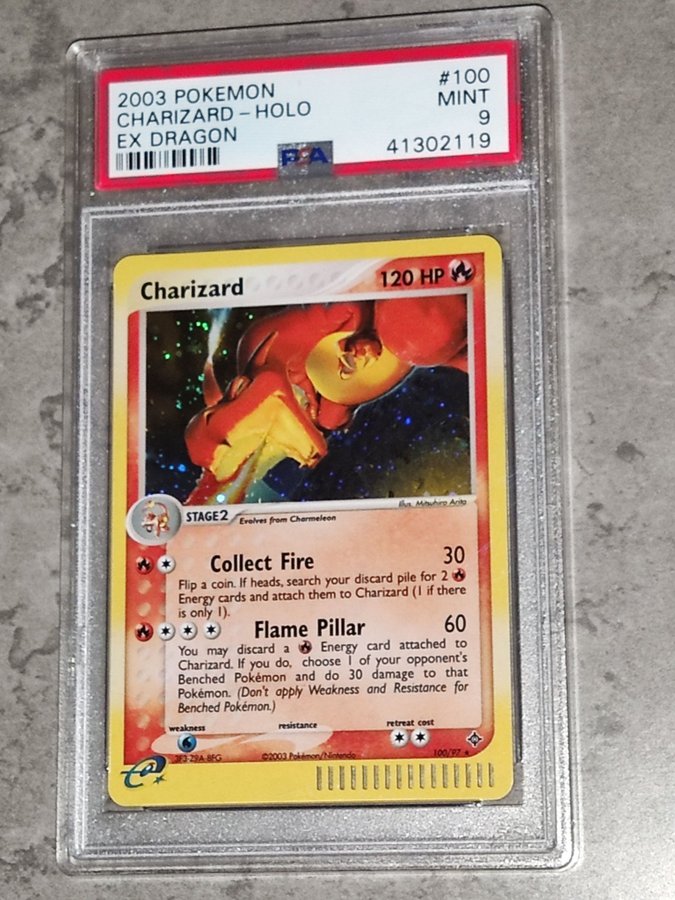 2003 POKEMON #100
CHARIZARD - HOLO MINT
EX DRAGON 9
PSA 41302119
Charizard 120 HP
Illus. Mitsuhiro Arita
STAGE2 Evolves from Charmeleon
Collect Fire 30
Flip a coin. If heads, search your discard pile for 2
Energy cards and attach them to Charizard (1 if there
is only 1).
Flame Pillar 60
You may discard a Energy card attached to
Charizard. If you do, choose 1 of your opponent's
Benched Pokémon and do 30 damage to that
Pokémon. (Don't apply Weakness and Resistance for
Benched Pokémon.)
weakness resistance retreat cost
3F3-Z9A-8FG ©2003 Pokémon/Nintendo 100/97 ★
e